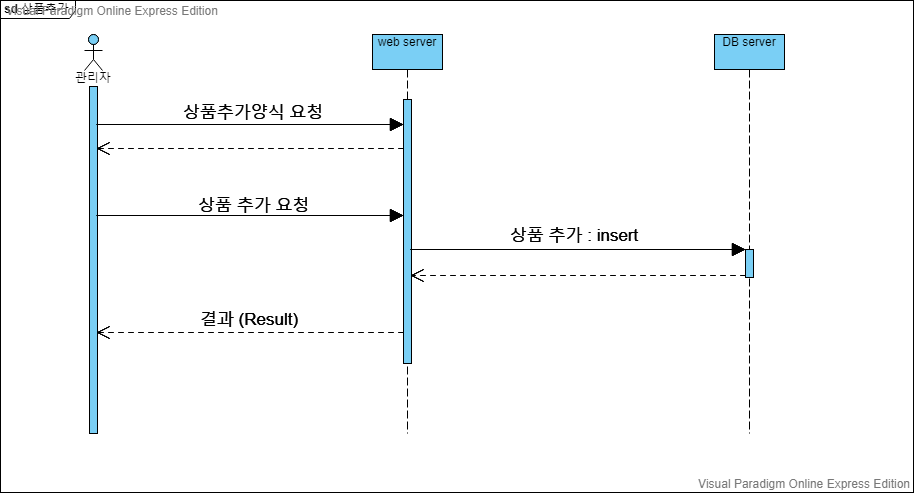 sd 상품추가
Visual Paradigm Online Express Edition
web server
DB server
관리자
상품추가양식 요청
상품 추가 요청
상품 추가 : insert
결과 (Result)
Visual Paradigm Online Express Edition